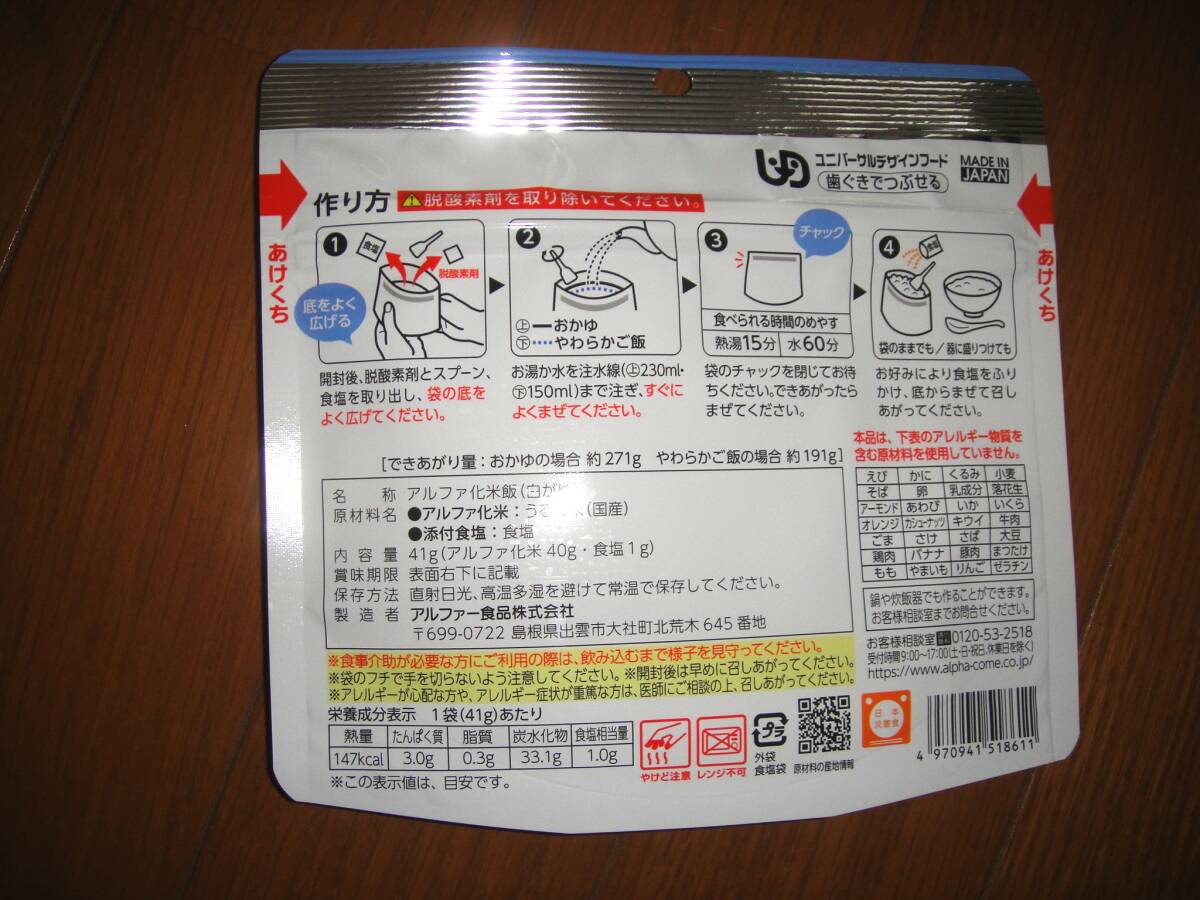 ユニバーサルデザインフード
歯ぐきでつぶせる
MADE IN
JAPAN
あけくち
あけくち
作り方 脱酸素剤を取り除いてください。
1
食塩
脱酸素剤
底をよく
広げる
開封後、脱酸素剤とスプーン、
食塩を取り出し、袋の底を
よく広げてください。
2
上 おかゆ
下 やわらかご飯
お湯か水を注水線(上230ml・
下150ml)まで注ぎ、すぐに
よくまぜてください。
3
チャック
食べられる時間のめやす
熱湯15分 水60分
袋のチャックを閉じてお待
ちください。できあがったら
まぜてください。
4
食塩
袋のままでも/器に盛りつけても
お好みにより食塩をふり
かけ、底からまぜて召し
あがってください。
[できあがり量:おかゆの場合 約271g やわらかご飯の場合 約191g]
名称 アルファ化米飯(白が
原材料名 ●アルファ化米:うる (国産)
●添付食塩:食塩
内容量 41g(アルファ化米 40g・食塩1g)
賞味期限 表面右下に記載
保存方法 直射日光、高温多湿を避けて常温で保存してください。
製造者 アルファー食品株式会社
〒699-0722 島根県出雲市大社町北荒木645番地
※食事介助が必要な方にご利用の際は、飲み込むまで様子を見守ってください。
※袋のフチで手を切らないよう注意してください。※開封後は早めに召しあがってください。
※アレルギーが心配な方や、アレルギー症状が重篤な方は、医師にご相談の上、召しあがってください。
栄養成分表示 1袋(41g)あたり
熱量 たんぱく質 脂質 炭水化物 食塩相当量
147kcal 3.0g 0.3g 33.1g 1.0g
※この表示値は、目安です。
やけど注意
レンジ不可
プラ
外袋
食塩袋
原材料の産地情報
本品は、下表のアレルギー物質を
含む原材料を使用していません。
えび かに くるみ 小麦
そば 卵 乳成分 落花生
アーモンド あわび いか いくら
オレンジ カシューナッツ キウイ 牛肉
ごま さけ さば 大豆
鶏肉 バナナ 豚肉 まつたけ
もも やまいも りんご ゼラチン
鍋や炊飯器でも作ることができます。
お客様相談室までお問合せください。
お客様相談室 0120-53-2518
受付時間9:00〜17:00(土・日・祝日、休業日を除く)
https://www.alpha-come.co.jp/
日本
災害食
4 970941 518611